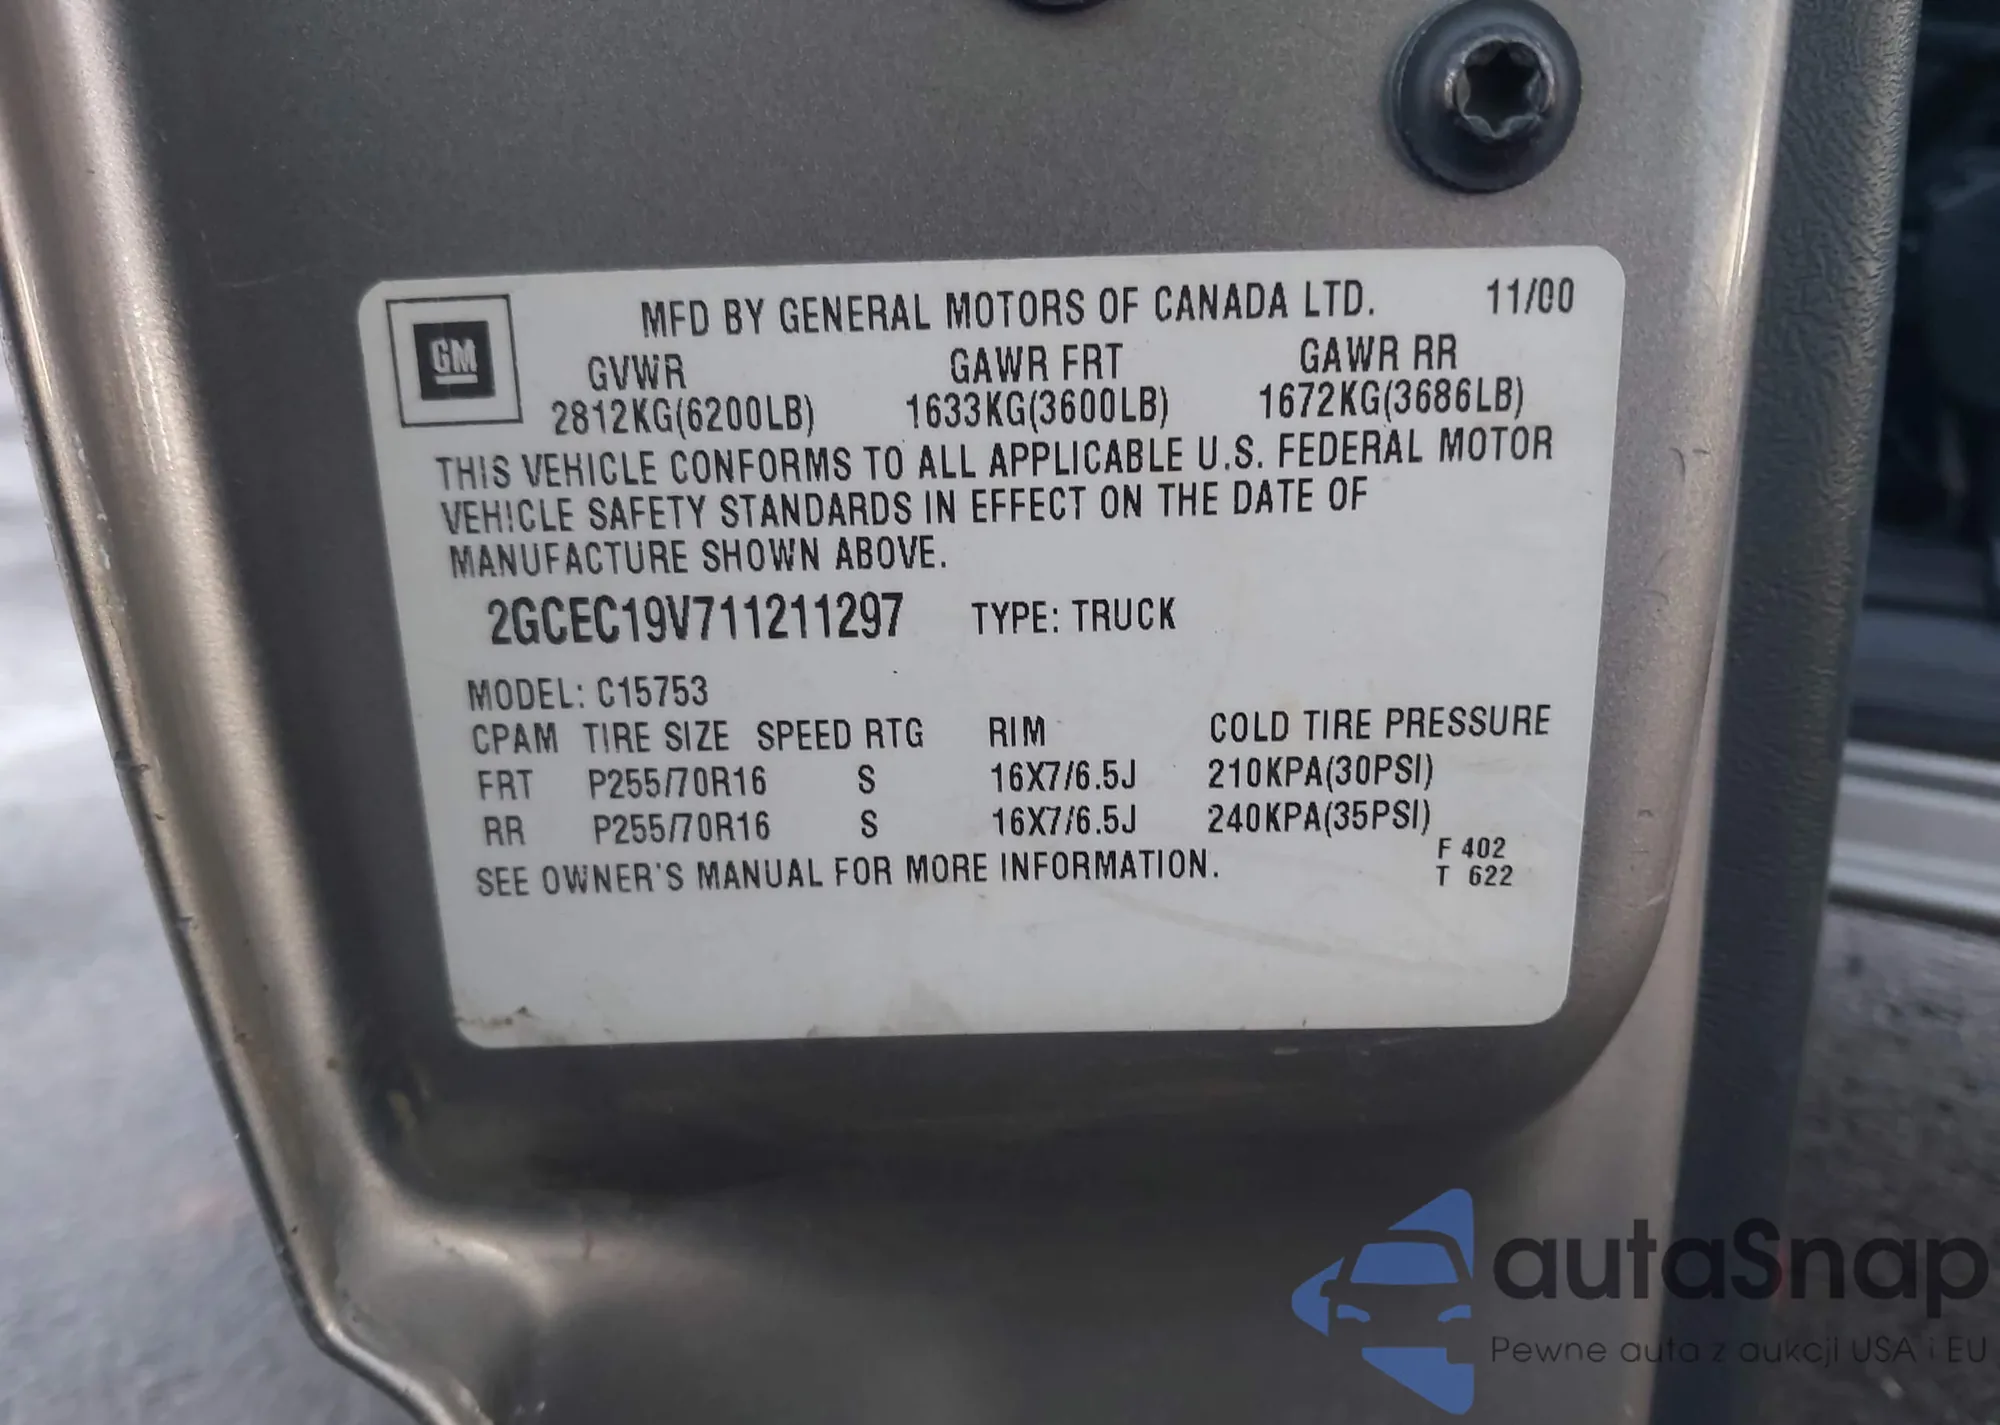 GM
MFD BY GENERAL MOTORS OF CANADA LTD. 11/00
GVWR GAWR FRT GAWR RR
2812KG(6200LB) 1633KG(3600LB) 1672KG(3686LB)
THIS VEHICLE CONFORMS TO ALL APPLICABLE U.S. FEDERAL MOTOR
VEHICLE SAFETY STANDARDS IN EFFECT ON THE DATE OF
MANUFACTURE SHOWN ABOVE.
2GCEC19V711211297 TYPE: TRUCK
MODEL: C15753
CPAM TIRE SIZE SPEED RTG RIM COLD TIRE PRESSURE
FRT P255/70R16 S 16X7/6.5J 210KPA(30PSI)
RR P255/70R16 S 16X7/6.5J 240KPA(35PSI)
SEE OWNER'S MANUAL FOR MORE INFORMATION.
F 402
T 622
autaSnap
Pewne auta z aukcji USA i EU